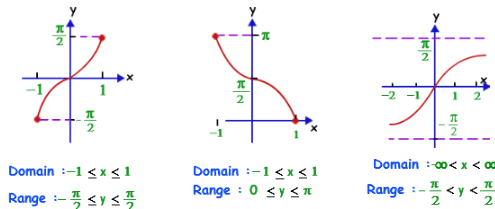 y
π/2
-1
1
x
-π/2
Domain :-1 ≤ x ≤ 1
Range :- π/2 ≤ y ≤ π/2
y
π
π/2
-1
1
x
Domain :-1 ≤ x ≤ 1
Range : 0 ≤ y ≤ π
y
π/2
-2 -1 1 2
x
-π/2
Domain :-∞< x < ∞
Range :- π/2 < y < π/2